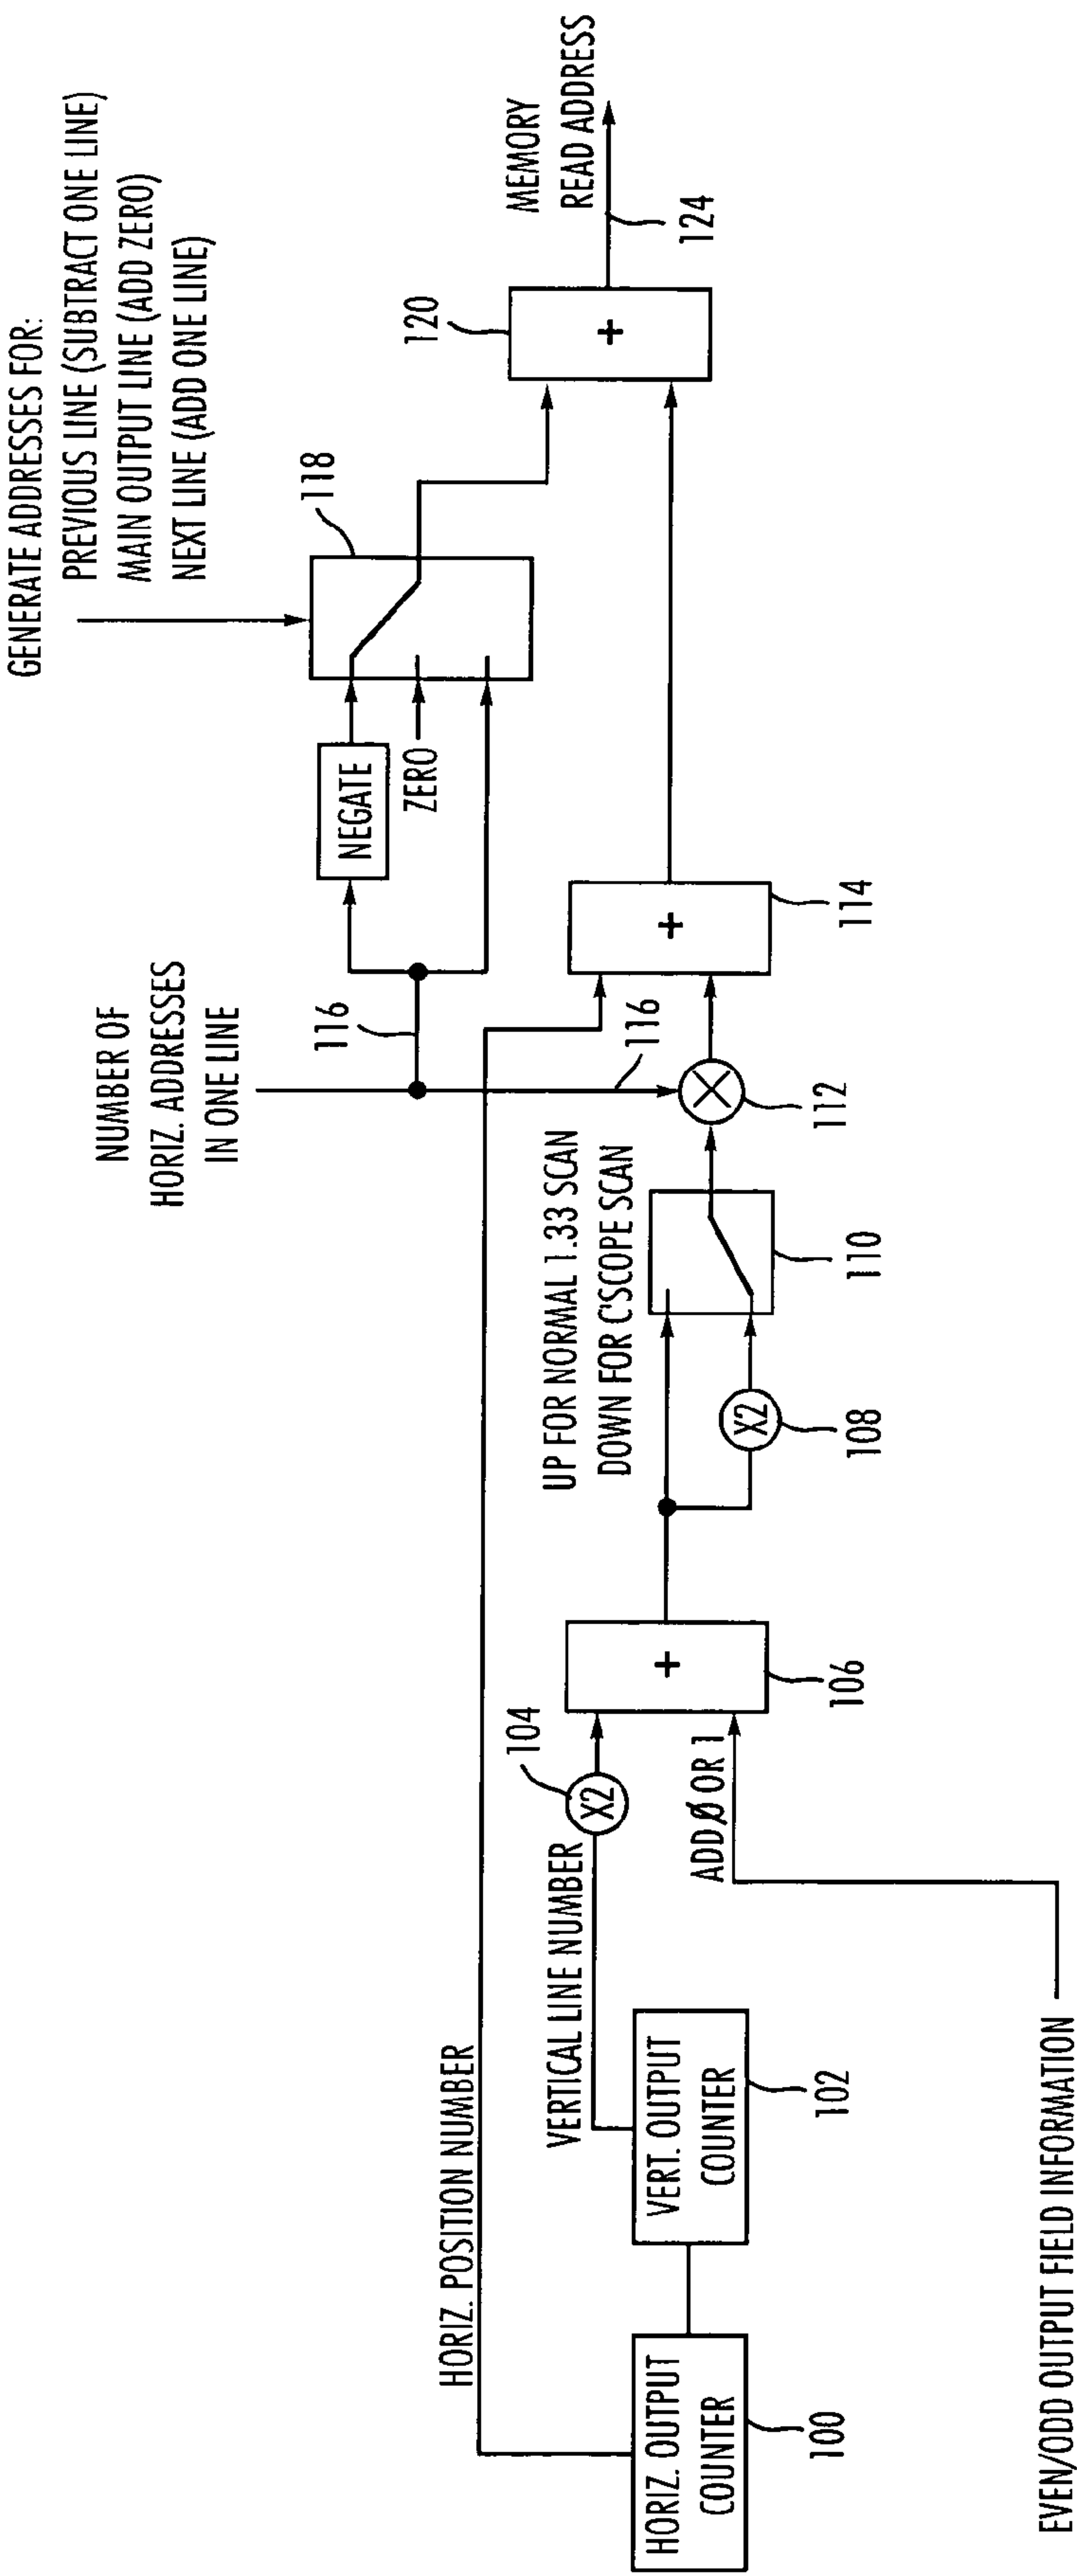 GENERATE ADDRESSES FOR:
PREVIOUS LINE (SUBTRACT ONE LINE)
MAIN OUTPUT LINE (ADD ZERO)
NEXT LINE (ADD ONE LINE)
NUMBER OF
HORIZ. ADDRESSES
IN ONE LINE
116
NEGATE
ZERO
118
120
+
MEMORY
READ ADDRESS
124
HORIZ. POSITION NUMBER
116
UP FOR NORMAL 1.33 SCAN
DOWN FOR C'SCOPE SCAN
VERTICAL LINE NUMBER
104
X2
+
106
X2
108
110
112
+
114
HORIZ. OUTPUT
COUNTER
100
VERT. OUTPUT
COUNTER
102
ADD Ø OR 1
EVEN/ODD OUTPUT FIELD INFORMATION